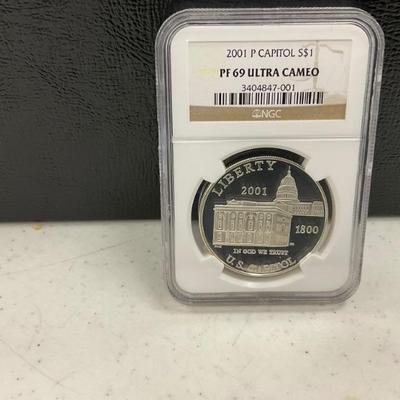 2001 P CAPITOL S$1
PF 69 ULTRA CAMEO
3404847-001
NGC
LIBERTY
2001
1800
IN GOD WE TRUST
U.S. CAPITOL